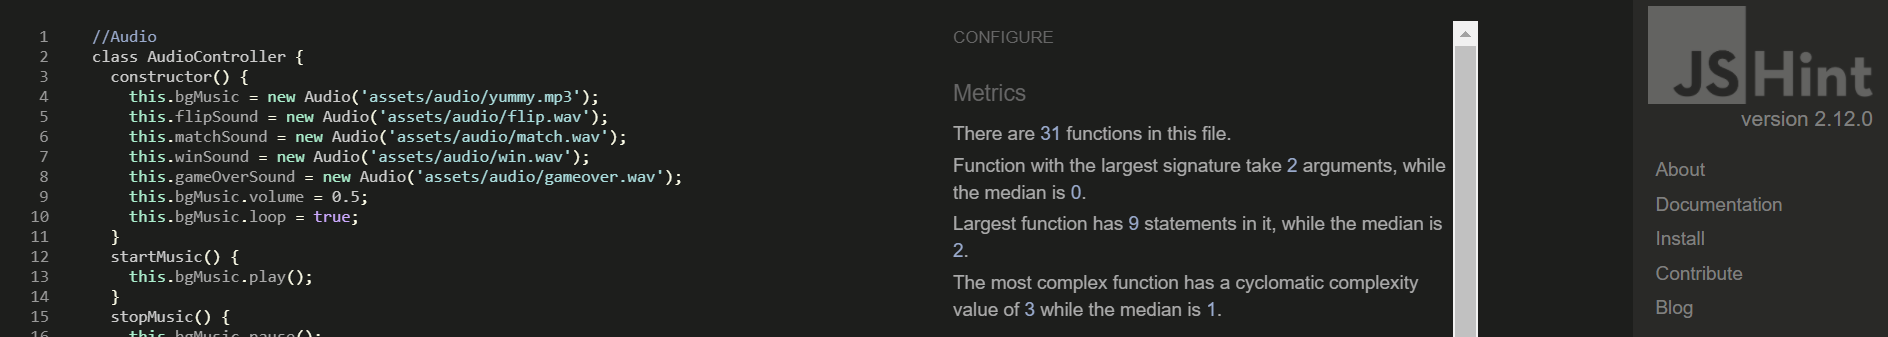 1 //Audio
2 class AudioController {
3 constructor() {
4 this.bgMusic = new Audio('assets/audio/yummy.mp3');
5 this.flipSound = new Audio('assets/audio/flip.wav');
6 this.matchSound = new Audio('assets/audio/match.wav');
7 this.winSound = new Audio('assets/audio/win.wav');
8 this.gameOverSound = new Audio('assets/audio/gameover.wav');
9 this.bgMusic.volume = 0.5;
10 this.bgMusic.loop = true;
11 }
12 startMusic() {
13 this.bgMusic.play();
14 }
15 stopMusic() {
16 this.bgMusic.pause();
CONFIGURE
Metrics
There are 31 functions in this file.
Function with the largest signature take 2 arguments, while
the median is 0.
Largest function has 9 statements in it, while the median is
2.
The most complex function has a cyclomatic complexity
value of 3 while the median is 1.
JSHint
version 2.12.0
About
Documentation
Install
Contribute
Blog